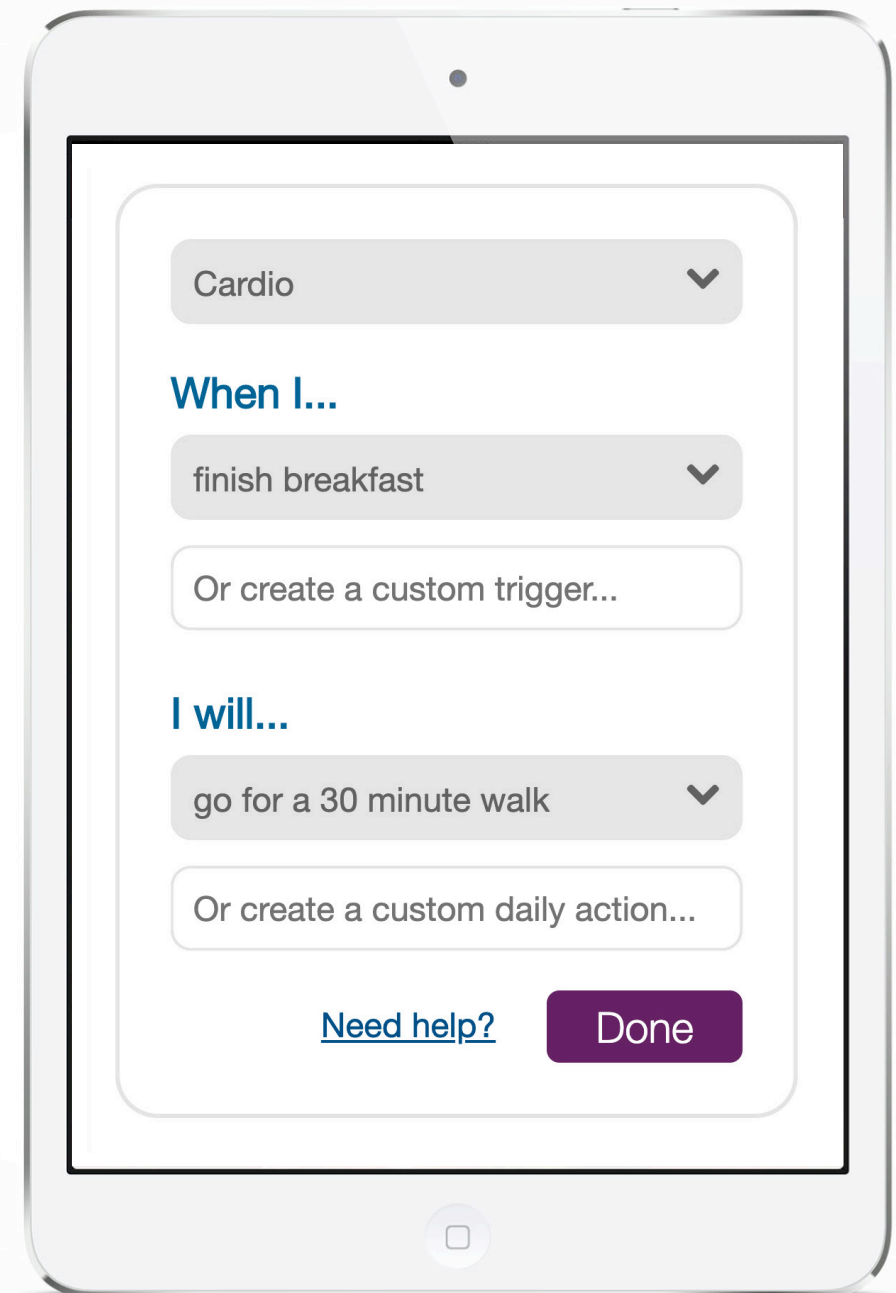 Cardio
When I...
finish breakfast
Or create a custom trigger...
I will...
go for a 30 minute walk
Or create a custom daily action...
Need help?
Done